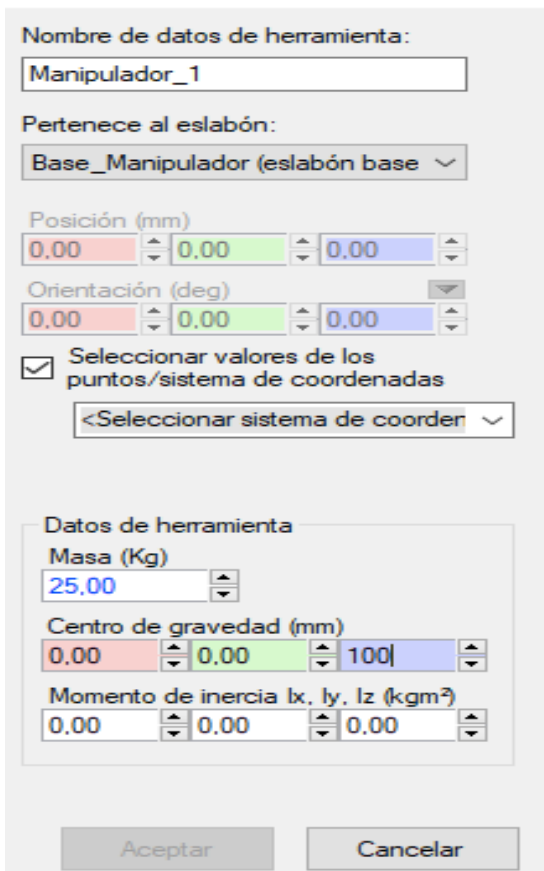 Nombre de datos de herramienta:
Manipulador_1
Pertenece al eslabón:
Base_Manipulador (eslabón base
Posición (mm)
0,00 0,00 0,00
Orientación (deg)
0,00 0,00 0,00
Seleccionar valores de los
puntos/sistema de coordenadas
<Seleccionar sistema de coorden
Datos de herramienta
Masa (Kg)
25,00
Centro de gravedad (mm)
0,00 0,00 100
Momento de inercia Ix, Iy, Iz (kgm²)
0,00 0,00 0,00
Aceptar Cancelar